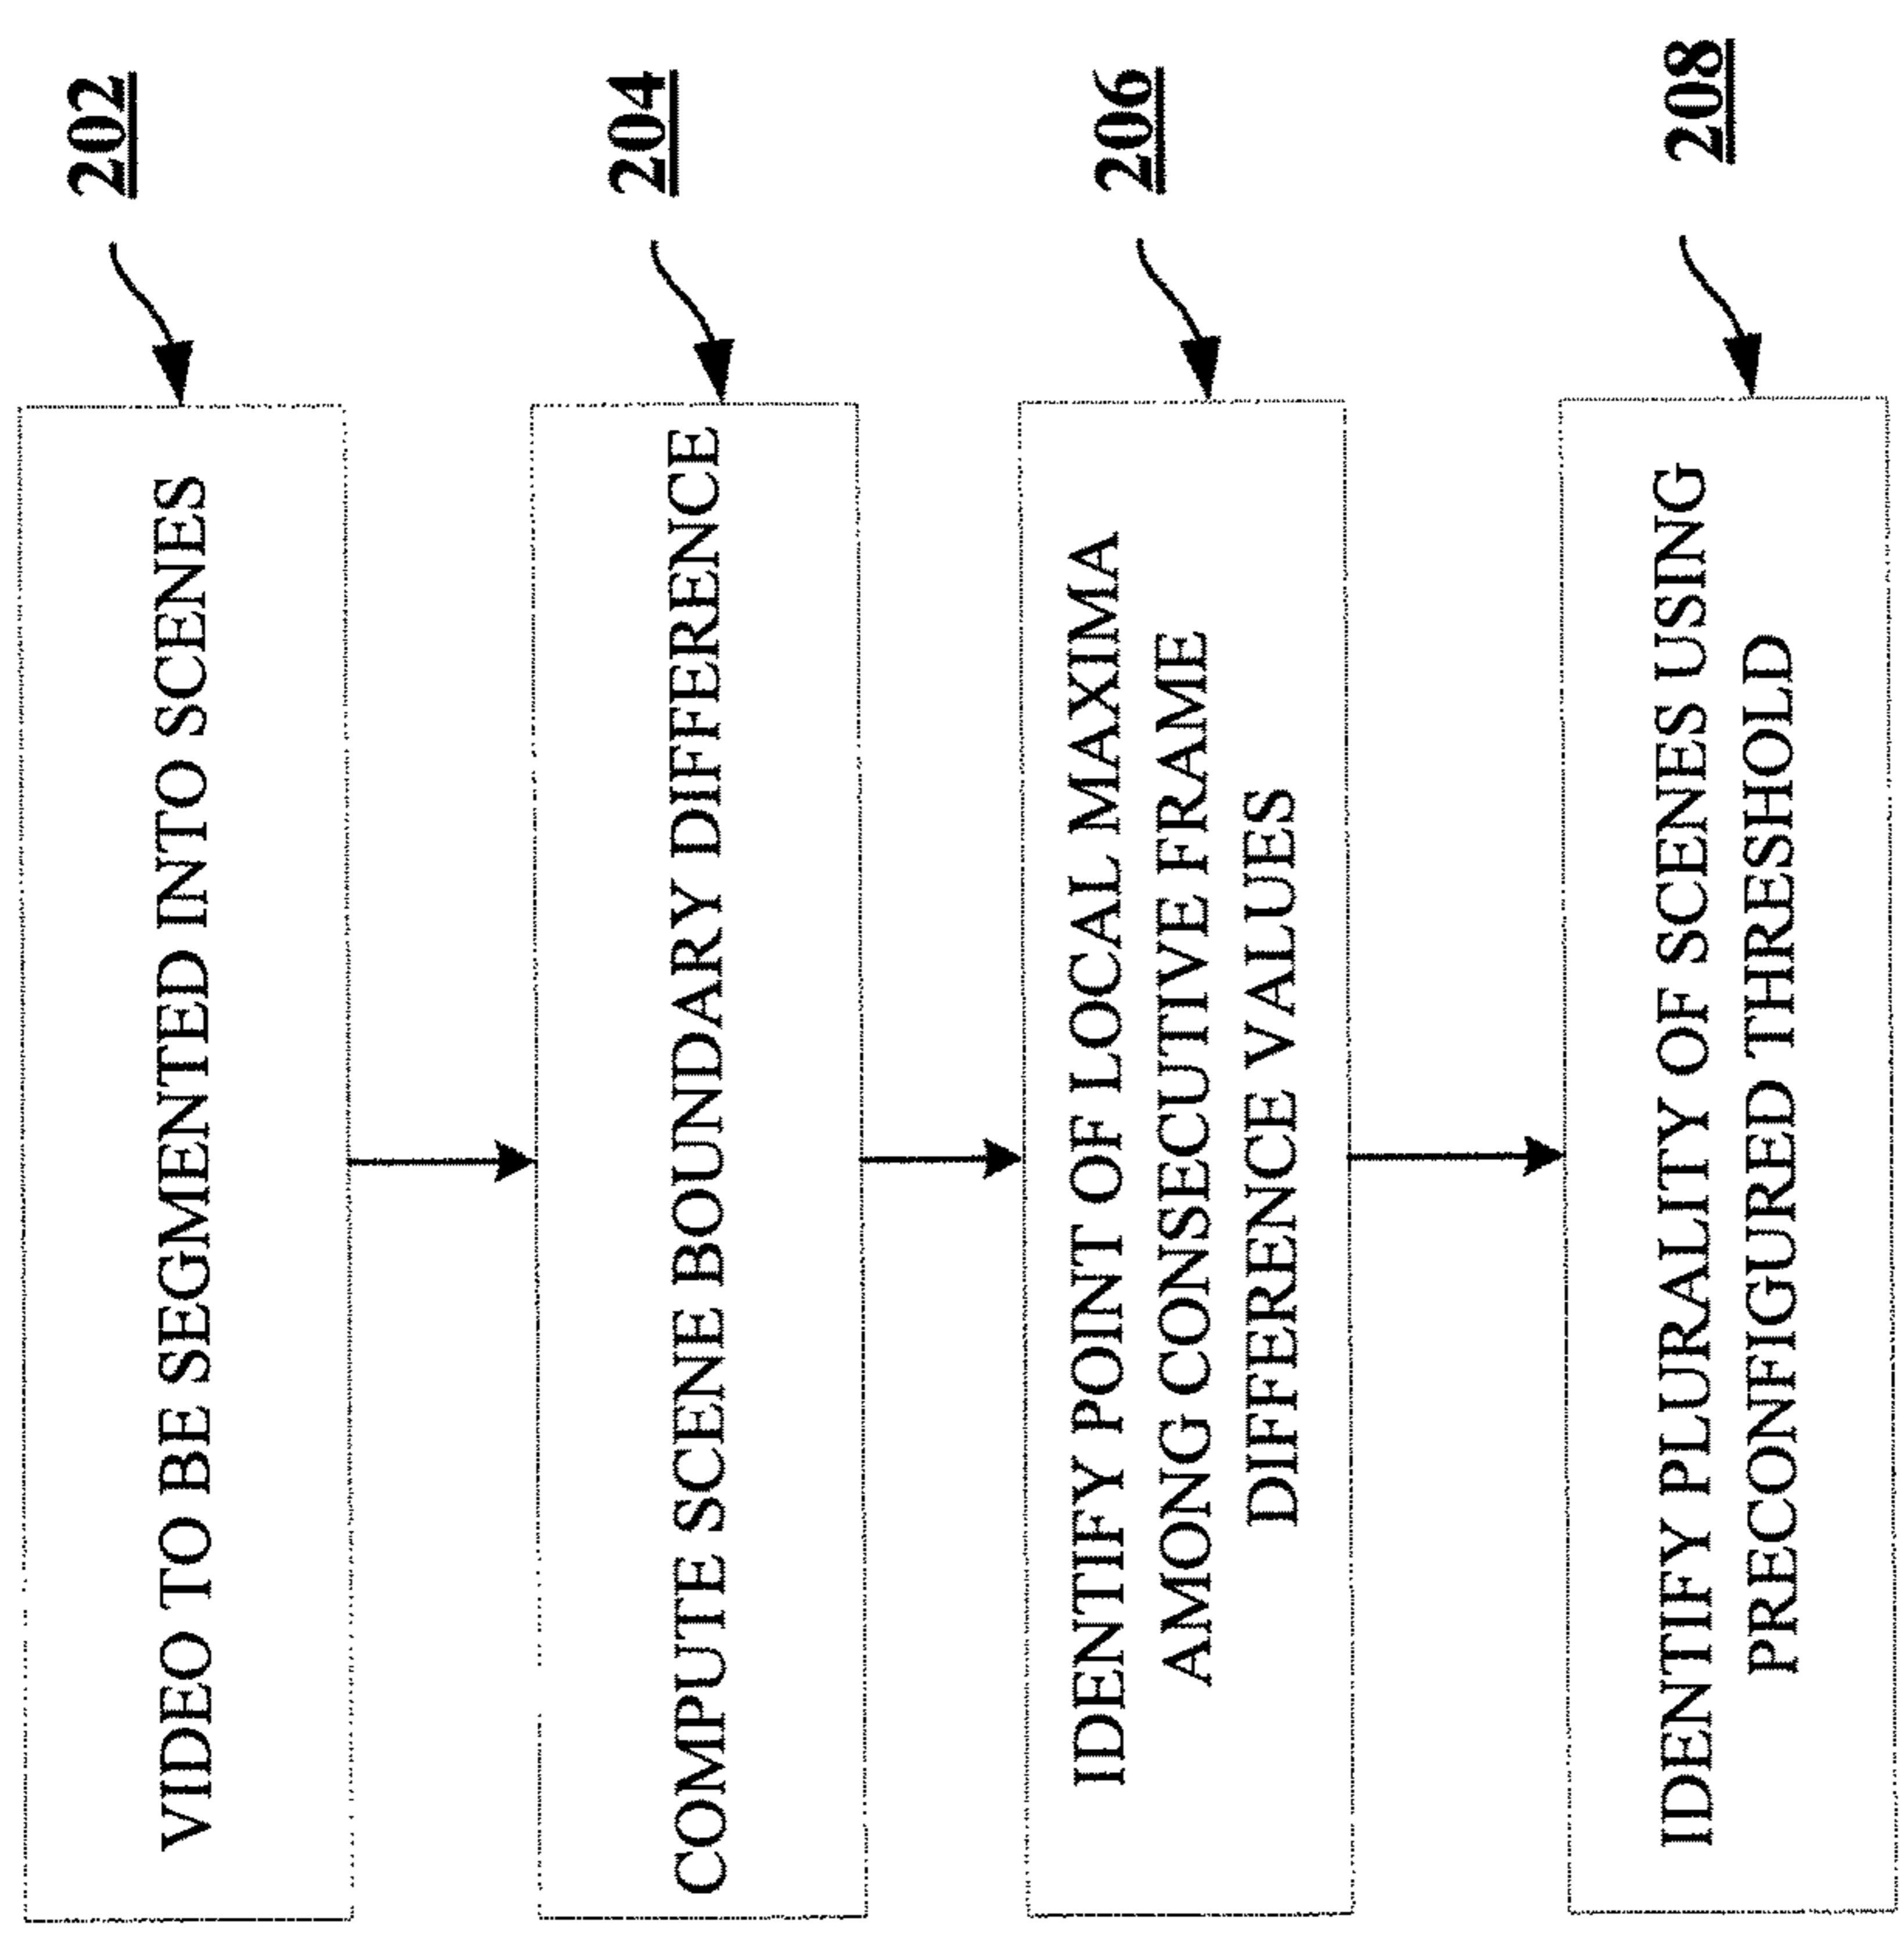 202
VIDEO TO BE SEGMENTED INTO SCENES
204
COMPUTE SCENE BOUNDARY DIFFERENCE
206
IDENTIFY POINT OF LOCAL MAXIMA
AMONG CONSECUTIVE FRAME
DIFFERENCE VALUES
208
IDENTIFY PLURALITY OF SCENES USING
PRECONFIGURED THRESHOLD